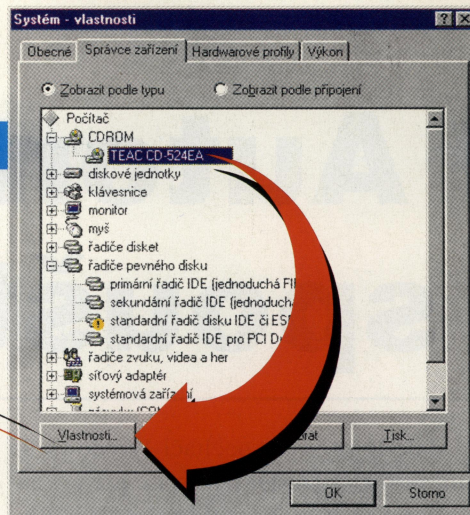 Systém - vlastnosti
Obecné Správce zařízení Hardwarové profily Výkon
Zobrazit podle typu Zobrazit podle připojení
Počítač
CDROM
TEAC CD-524EA
diskové jednotky
klávesnice
monitor
myš
řadiče disket
řadiče pevného disku
primární řadič IDE (jednoduchá
sekundární řadič IDE (jednoduch
standardní řadič disku IDE či
standardní řadič IDE pro PCI
řadiče zvuku, videa a her
síťový adaptér
systémová zařízení
Vlastnosti... Tisk...
OK Storno